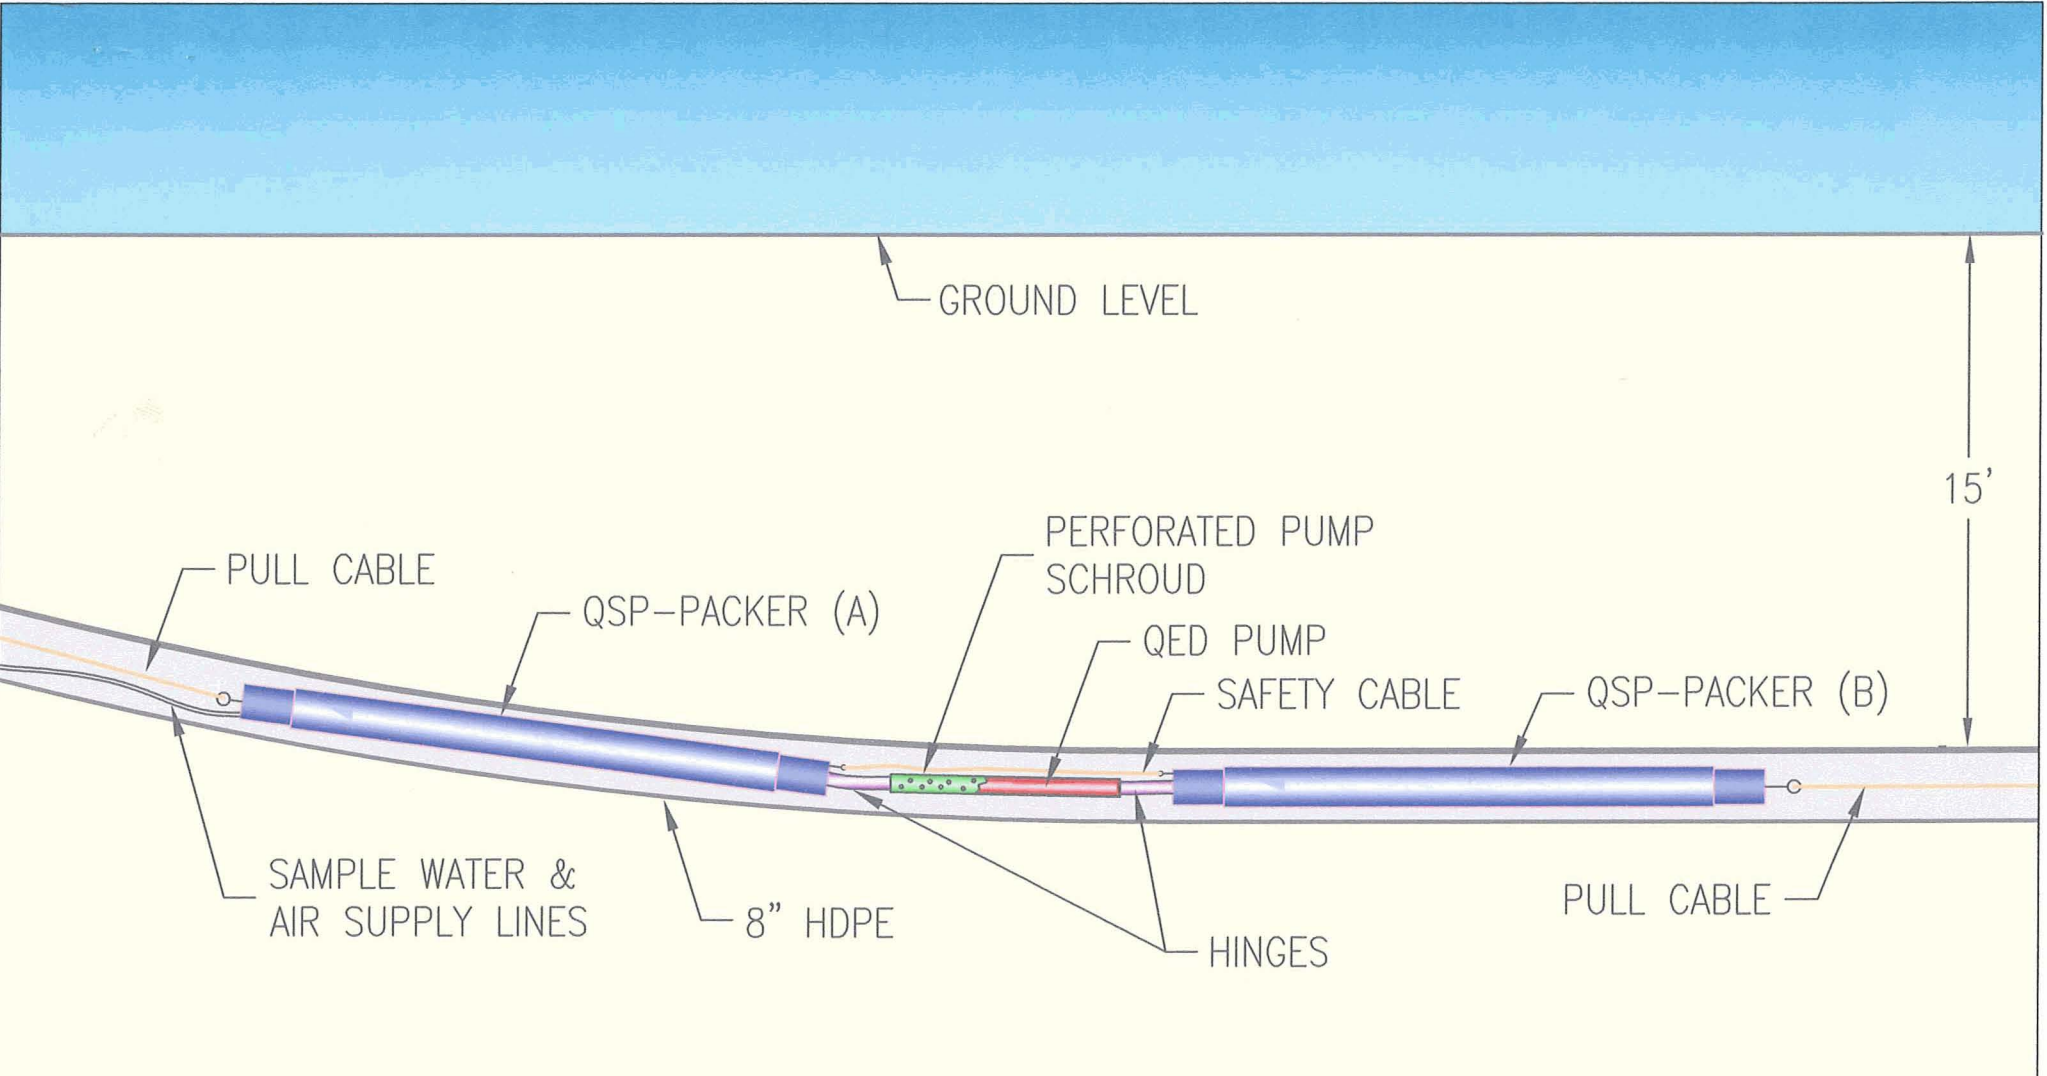 GROUND LEVEL
15'
PERFORATED PUMP
SCHROUD
PULL CABLE
QSP-PACKER (A)
QED PUMP
SAFETY CABLE
QSP-PACKER (B)
SAMPLE WATER &
AIR SUPPLY LINES
8" HDPE
PULL CABLE
HINGES